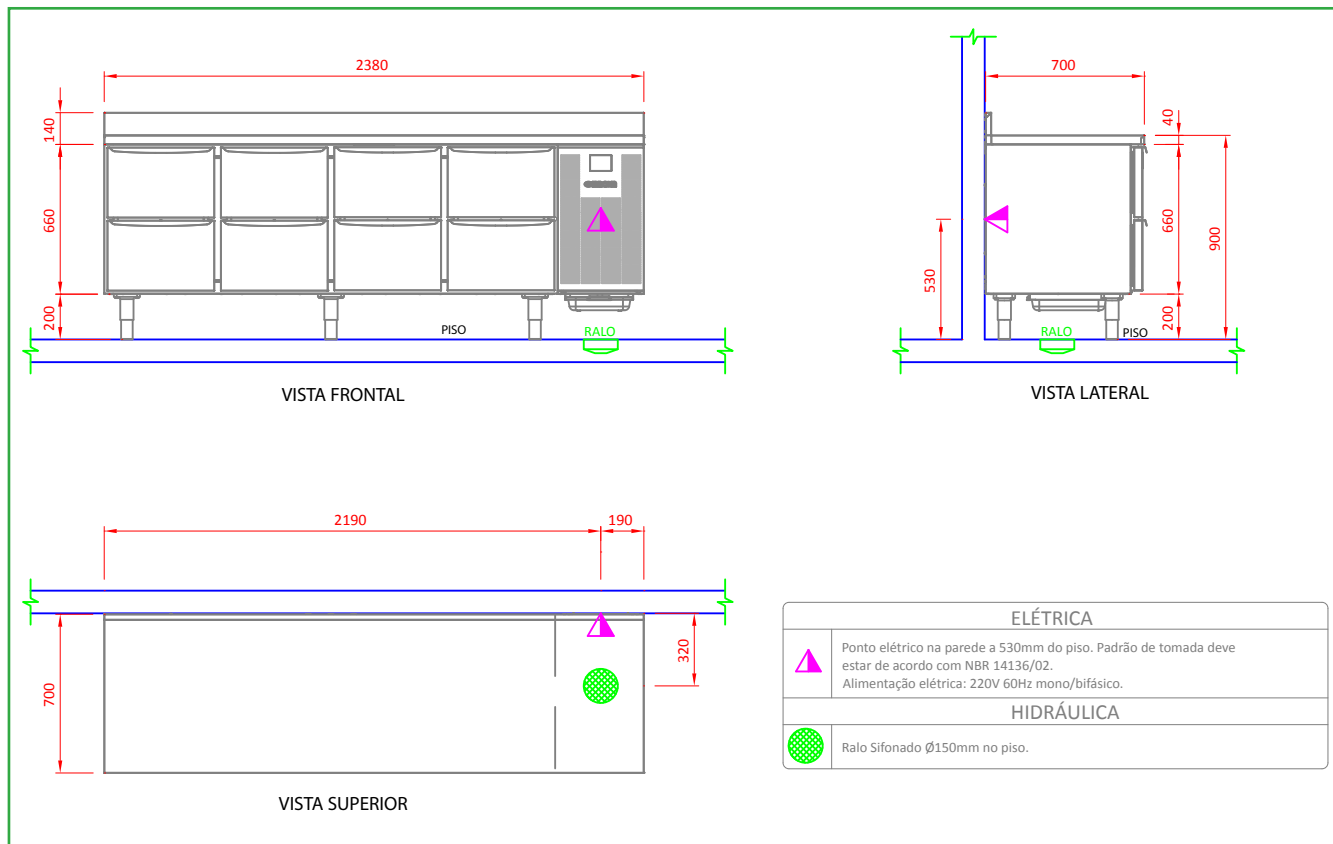 2380
140
660
200
PISO
RALO
VISTA FRONTAL
700
40
660
900
530
200
RALO
PISO
VISTA LATERAL
2190
190
320
700
VISTA SUPERIOR
ELÉTRICA
Ponto elétrico na parede a 530mm do piso. Padrão de tomada deve
estar de acordo com NBR 14136/02.
Alimentação elétrica: 220V 60Hz mono/bifásico.
HIDRÁULICA
Ralo Sifonado Ø150mm no piso.